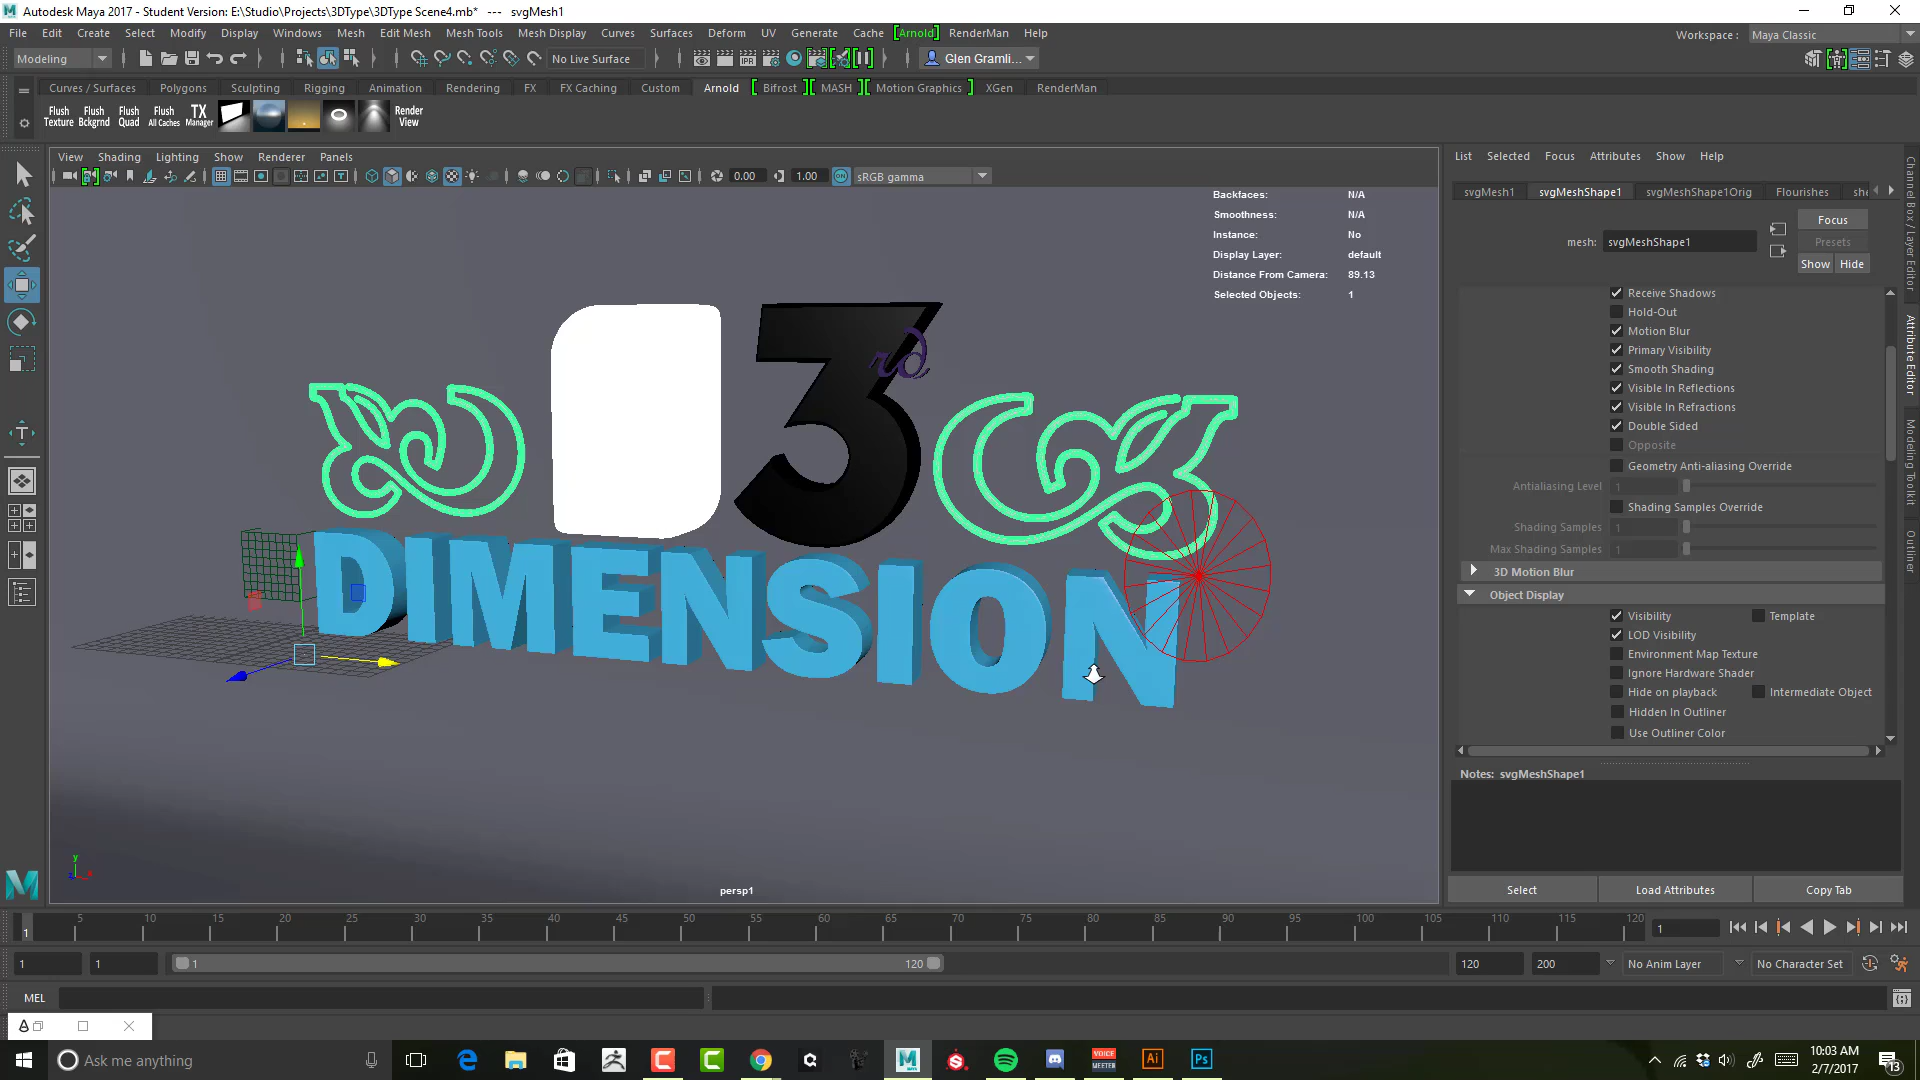 Autodesk Maya 2017 - Student Version: E:\Studio\Projects\3DType\3DType Scene4.mb* --- svgMesh1
File Edit Create Select Modify Display Windows Mesh Edit Mesh Mesh Tools Mesh Display Curves Surfaces Deform UV Generate Cache [Arnold] RenderMan Help
Workspace : Maya Classic
Modeling No Live Surface Glen Gramli...
Curves / Surfaces Polygons Sculpting Rigging Animation Rendering FX FX Caching Custom Arnold Bifrost MASH Motion Graphics XGen RenderMan
Flush Texture
Flush Bckgrnd
Flush Quad
Flush All Caches
TX Manager
Render View
View Shading Lighting Show Renderer Panels
0.00 1.00 ON sRGB gamma
Backfaces: N/A
Smoothness: N/A
Instance: No
Display Layer: default
Distance From Camera: 89.13
Selected Objects: 1
3
rd
DIMENSION
y
z x
persp1
List Selected Focus Attributes Show Help
svgMesh1 svgMeshShape1 svgMeshShape1Orig Flourishes she
Focus
mesh: svgMeshShape1 Presets
Show Hide
Receive Shadows
Hold-Out
Motion Blur
Primary Visibility
Smooth Shading
Visible In Reflections
Visible In Refractions
Double Sided
Opposite
Geometry Anti-aliasing Override
Antialiasing Level 1
Shading Samples Override
Shading Samples 1
Max Shading Samples 1
3D Motion Blur
Object Display
Visibility Template
LOD Visibility
Environment Map Texture
Ignore Hardware Shader
Hide on playback Intermediate Object
Hidden In Outliner
Use Outliner Color
Notes: svgMeshShape1
Select Load Attributes Copy Tab
Channel Box / Layer Editor
Attribute Editor
Modeling Toolkit
Outliner
5 10 15 20 25 30 35 40 45 50 55 60 65 70 75 80 85 90 95 100 105 110 115 120
1 1
1 1 1 120 120 200 No Anim Layer No Character Set
MEL
Ask me anything
VOICE MEETER
Ai
Ps
10:03 AM
2/7/2017
13